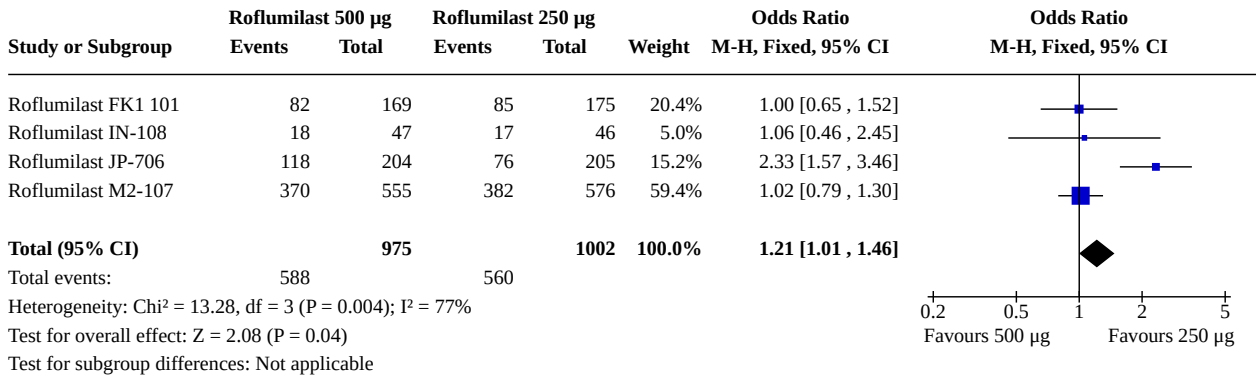 Roflumilast 500 μg Roflumilast 250 μg Odds Ratio Odds Ratio
Study or Subgroup Events Total Events Total Weight M-H, Fixed, 95% CI M-H, Fixed, 95% CI
Roflumilast FK1 101 82 169 85 175 20.4% 1.00 [0.65 , 1.52]
Roflumilast IN-108 18 47 17 46 5.0% 1.06 [0.46 , 2.45]
Roflumilast JP-706 118 204 76 205 15.2% 2.33 [1.57 , 3.46]
Roflumilast M2-107 370 555 382 576 59.4% 1.02 [0.79 , 1.30]
Total (95% CI) 975 1002 100.0% 1.21 [1.01 , 1.46]
Total events: 588 560
Heterogeneity: Chi² = 13.28, df = 3 (P = 0.004); I² = 77%
Test for overall effect: Z = 2.08 (P = 0.04)
Test for subgroup differences: Not applicable
0.2 0.5 1 2 5
Favours 500 μg Favours 250 μg